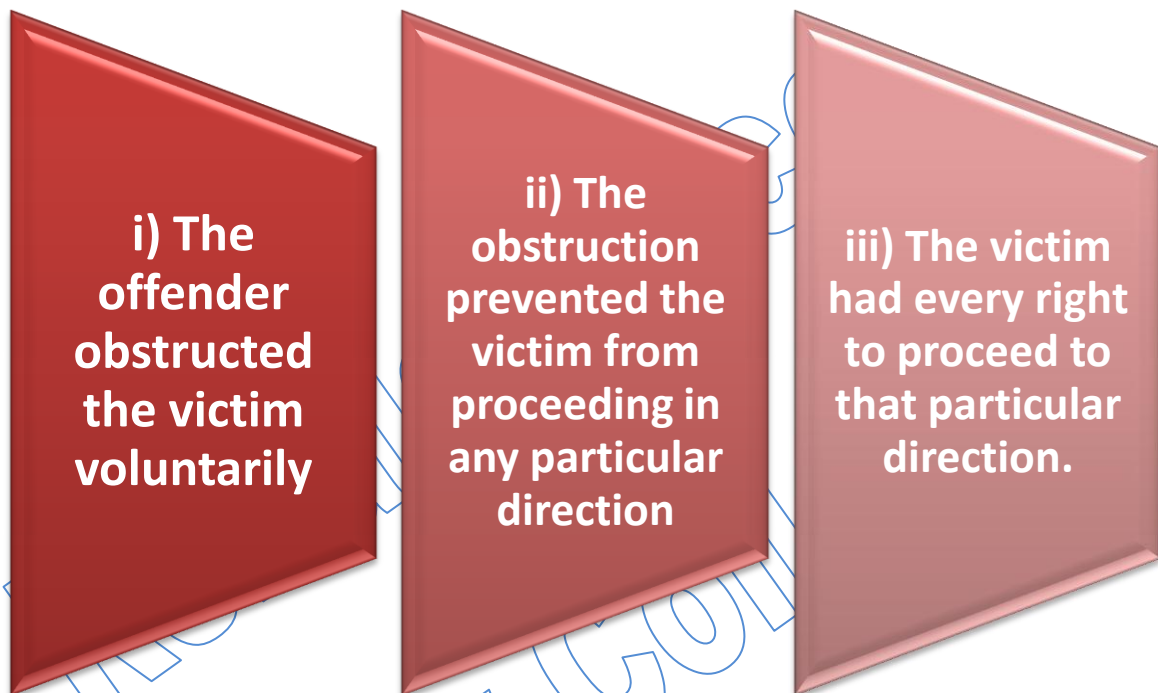 i) The
offender
obstructed
the victim
voluntarily
ii) The
obstruction
prevented the
victim from
proceeding in
any particular
direction
iii) The victim
had every right
to proceed to
that particular
direction.